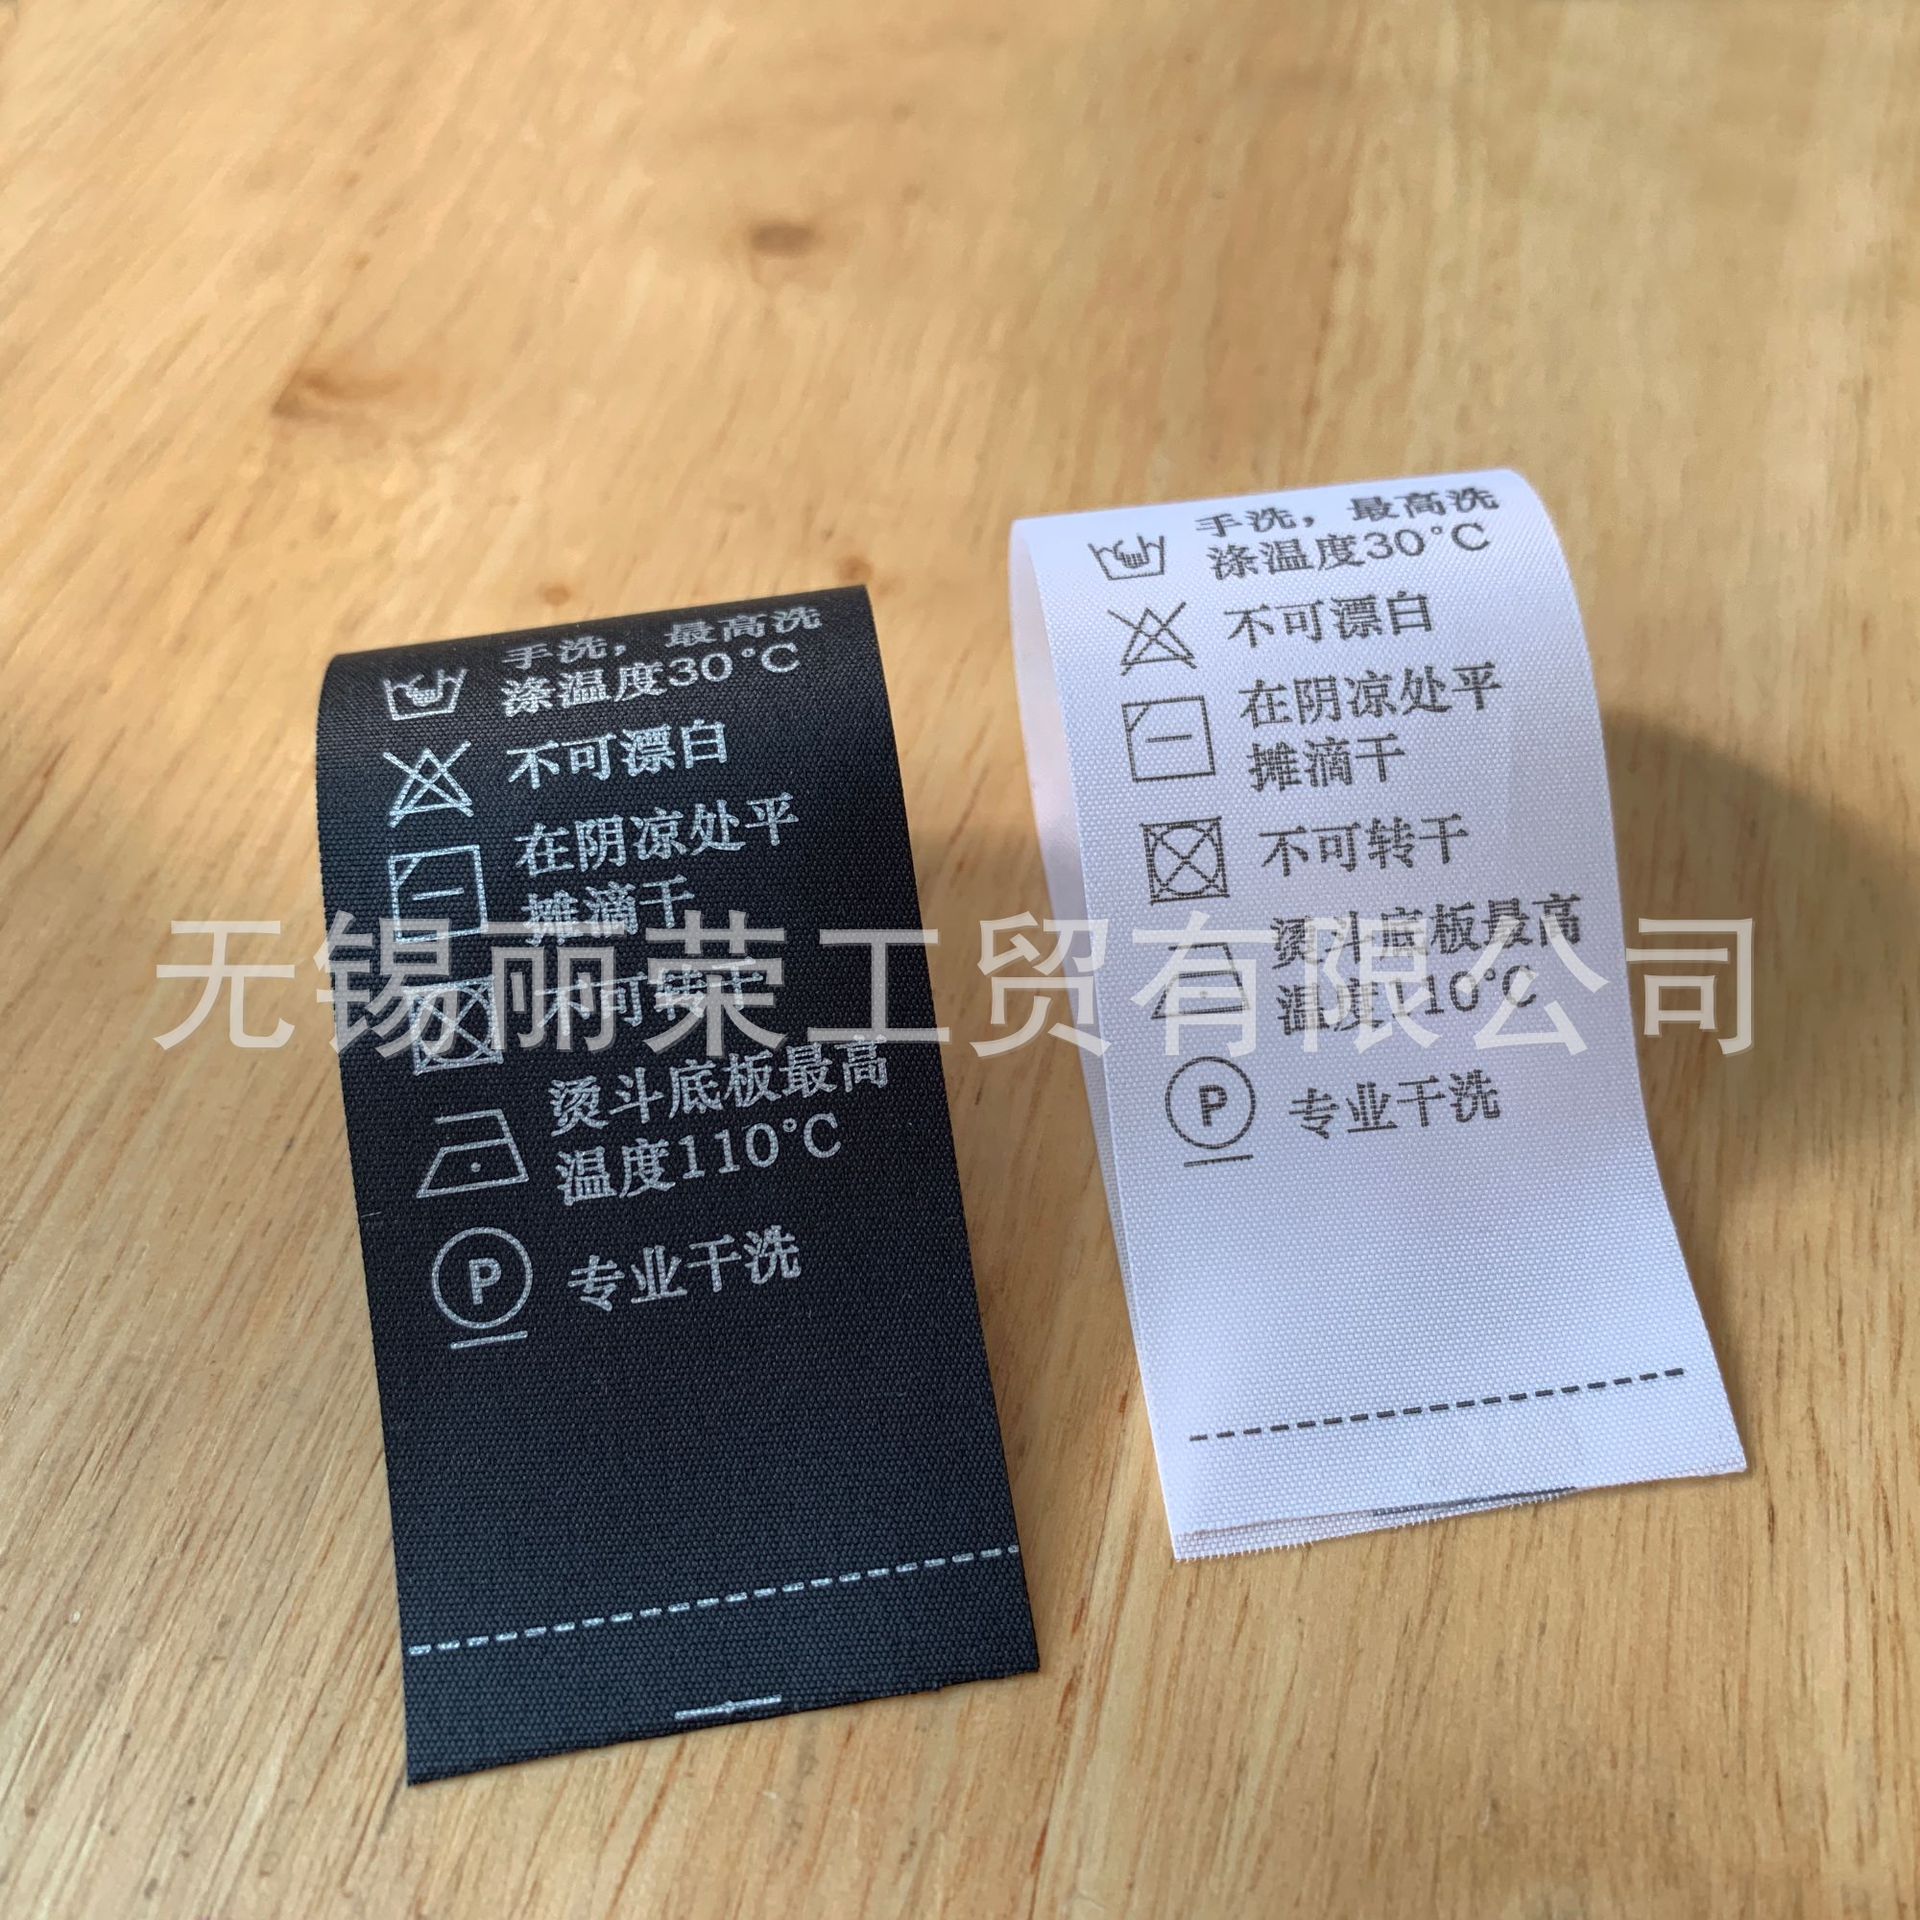 手洗，最高洗
涤温度30°C
不可漂白
在阴凉处平
摊滴干
不可转干
烫斗底板最高
温度110°C
P
专业干洗
手洗，最高洗
涤温度30°C
不可漂白
在阴凉处平
摊滴干
不可转干
烫斗底板最高
温度110°C
P
专业干洗
无锡丽荣工贸有限公司